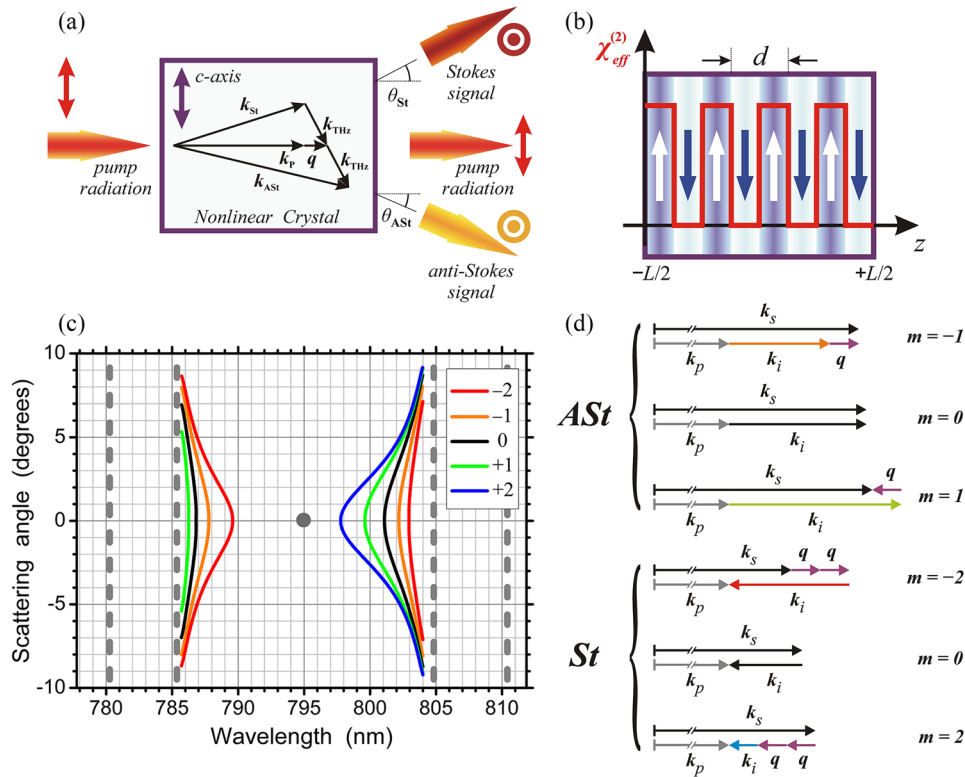 (a)
c-axis
k_St
k_THz
k_P
q
k_THz
k_ASt
Nonlinear Crystal
pump
radiation
θ_St
Stokes
signal
pump
radiation
θ_ASt
anti-Stokes
signal
(b)
χ_eff^(2)
d
z
−L/2
+L/2
(c)
Scattering angle (degrees)
10
5
0
-5
-10
780
785
790
795
800
805
810
Wavelength (nm)
−2
−1
0
+1
+2
(d)
ASt
k_s
k_p
k_i
q
m = −1
k_s
k_p
k_i
m = 0
k_s
q
k_p
k_i
m = 1
St
k_s
q
q
k_p
k_i
m = −2
k_s
k_p
k_i
m = 0
k_s
k_p
k_i
q
q
m = 2